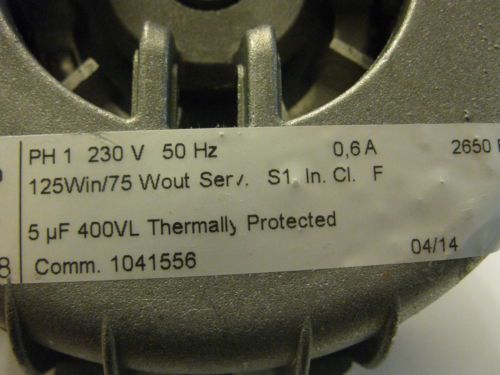 PH 1 230 V 50 Hz 0,6 A 2650
125Win/75 Wout Serv. S1. In. Cl. F
5 µF 400VL Thermally Protected
04/14
8 Comm. 1041556